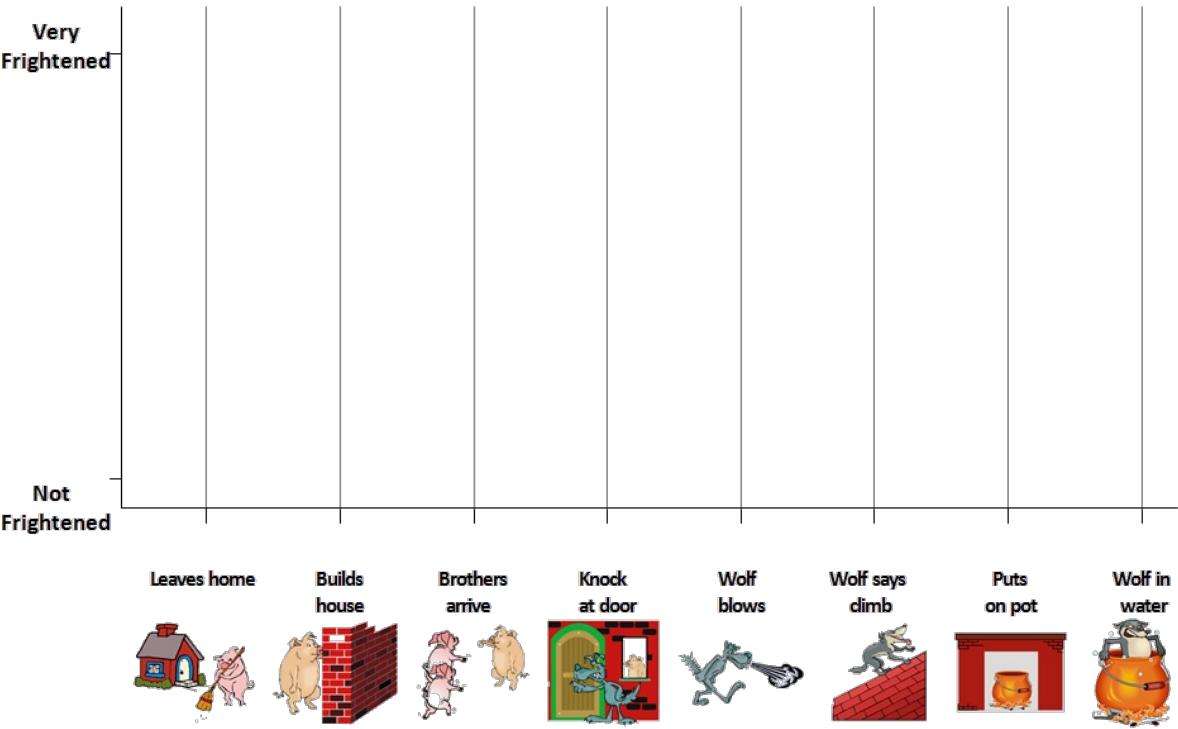 Very
Frightened
Not
Frightened
Leaves home
Builds
house
Brothers
arrive
Knock
at door
Wolf
blows
Wolf says
climb
Puts
on pot
Wolf in
water